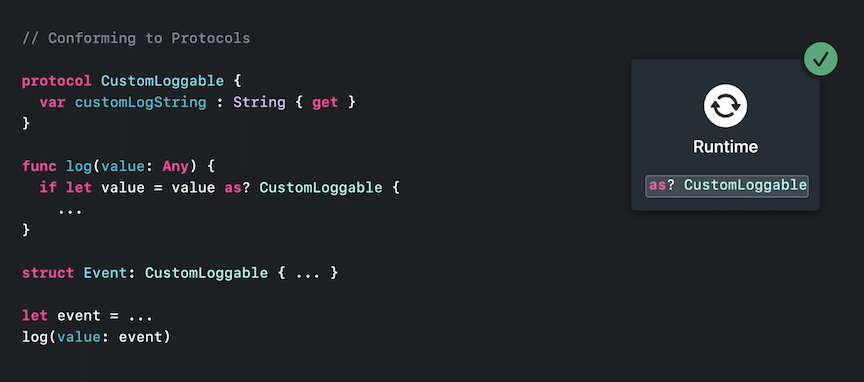 // Conforming to Protocols
protocol CustomLoggable {
  var customLogString : String { get }
}
func log(value: Any) {
  if let value = value as? CustomLoggable {
    ...
}
struct Event: CustomLoggable { ... }
let event = ...
log(value: event)
Runtime
as? CustomLoggable